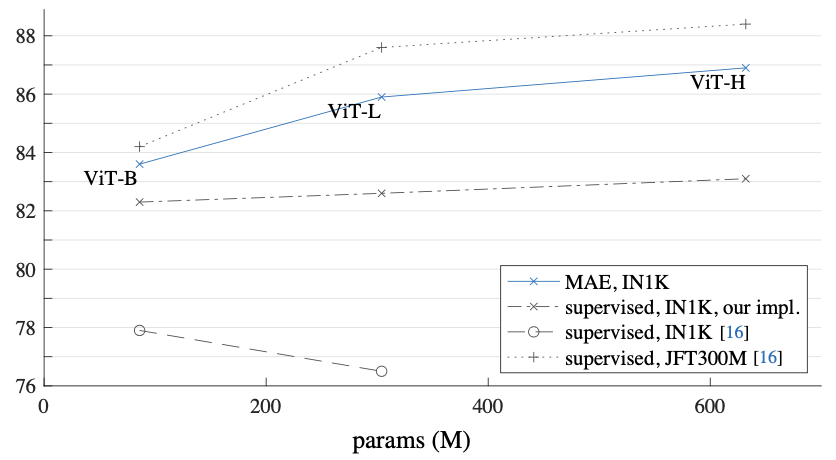 88
86
84
82
80
78
76
ViT-B
ViT-L
ViT-H
MAE, IN1K
supervised, IN1K, our impl.
supervised, IN1K [16]
supervised, JFT300M [16]
0 200 400 600
params (M)